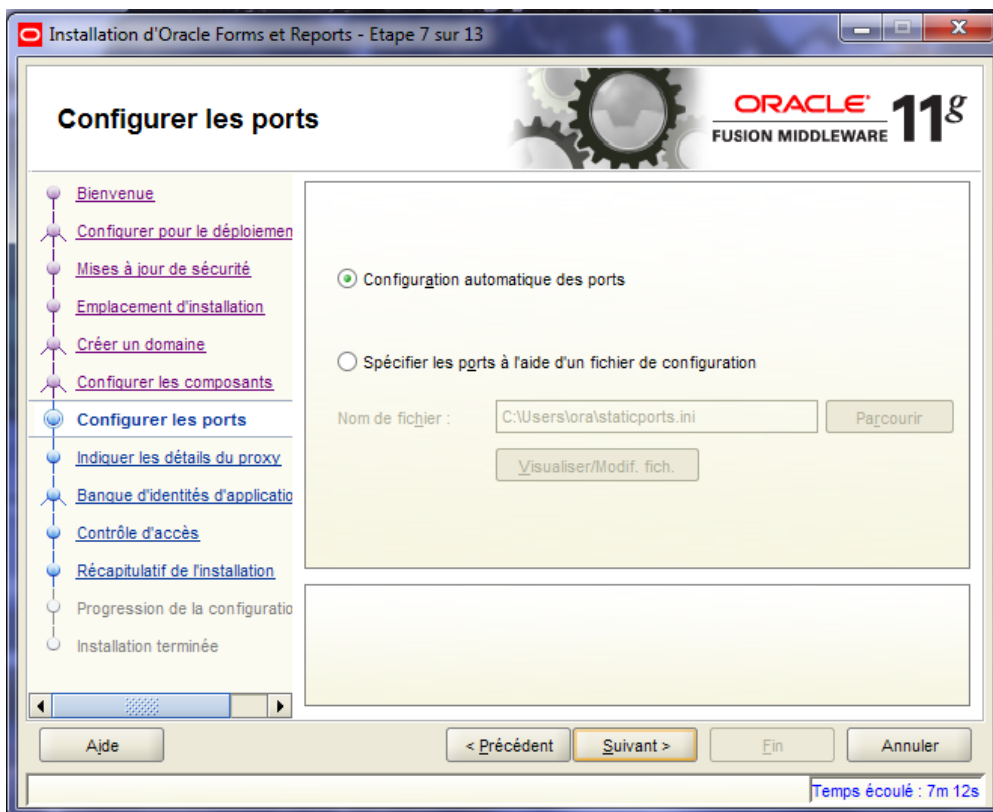 Installation d'Oracle Forms et Reports - Etape 7 sur 13
Configurer les ports
ORACLE
FUSION MIDDLEWARE 11g
Bienvenue
Configurer pour le déploiemen
Mises à jour de sécurité
Emplacement d'installation
Créer un domaine
Configurer les composants
Configurer les ports
Indiquer les détails du proxy
Banque d'identités d'applicatio
Contrôle d'accès
Récapitulatif de l'installation
Progression de la configuratio
Installation terminée
Configuration automatique des ports
Spécifier les ports à l'aide d'un fichier de configuration
Nom de fichier : C:\Users\ora\staticports.ini Parcourir
Visualiser/Modif. fich.
Aide < Précédent Suivant > Fin Annuler
Temps écoulé : 7m 12s